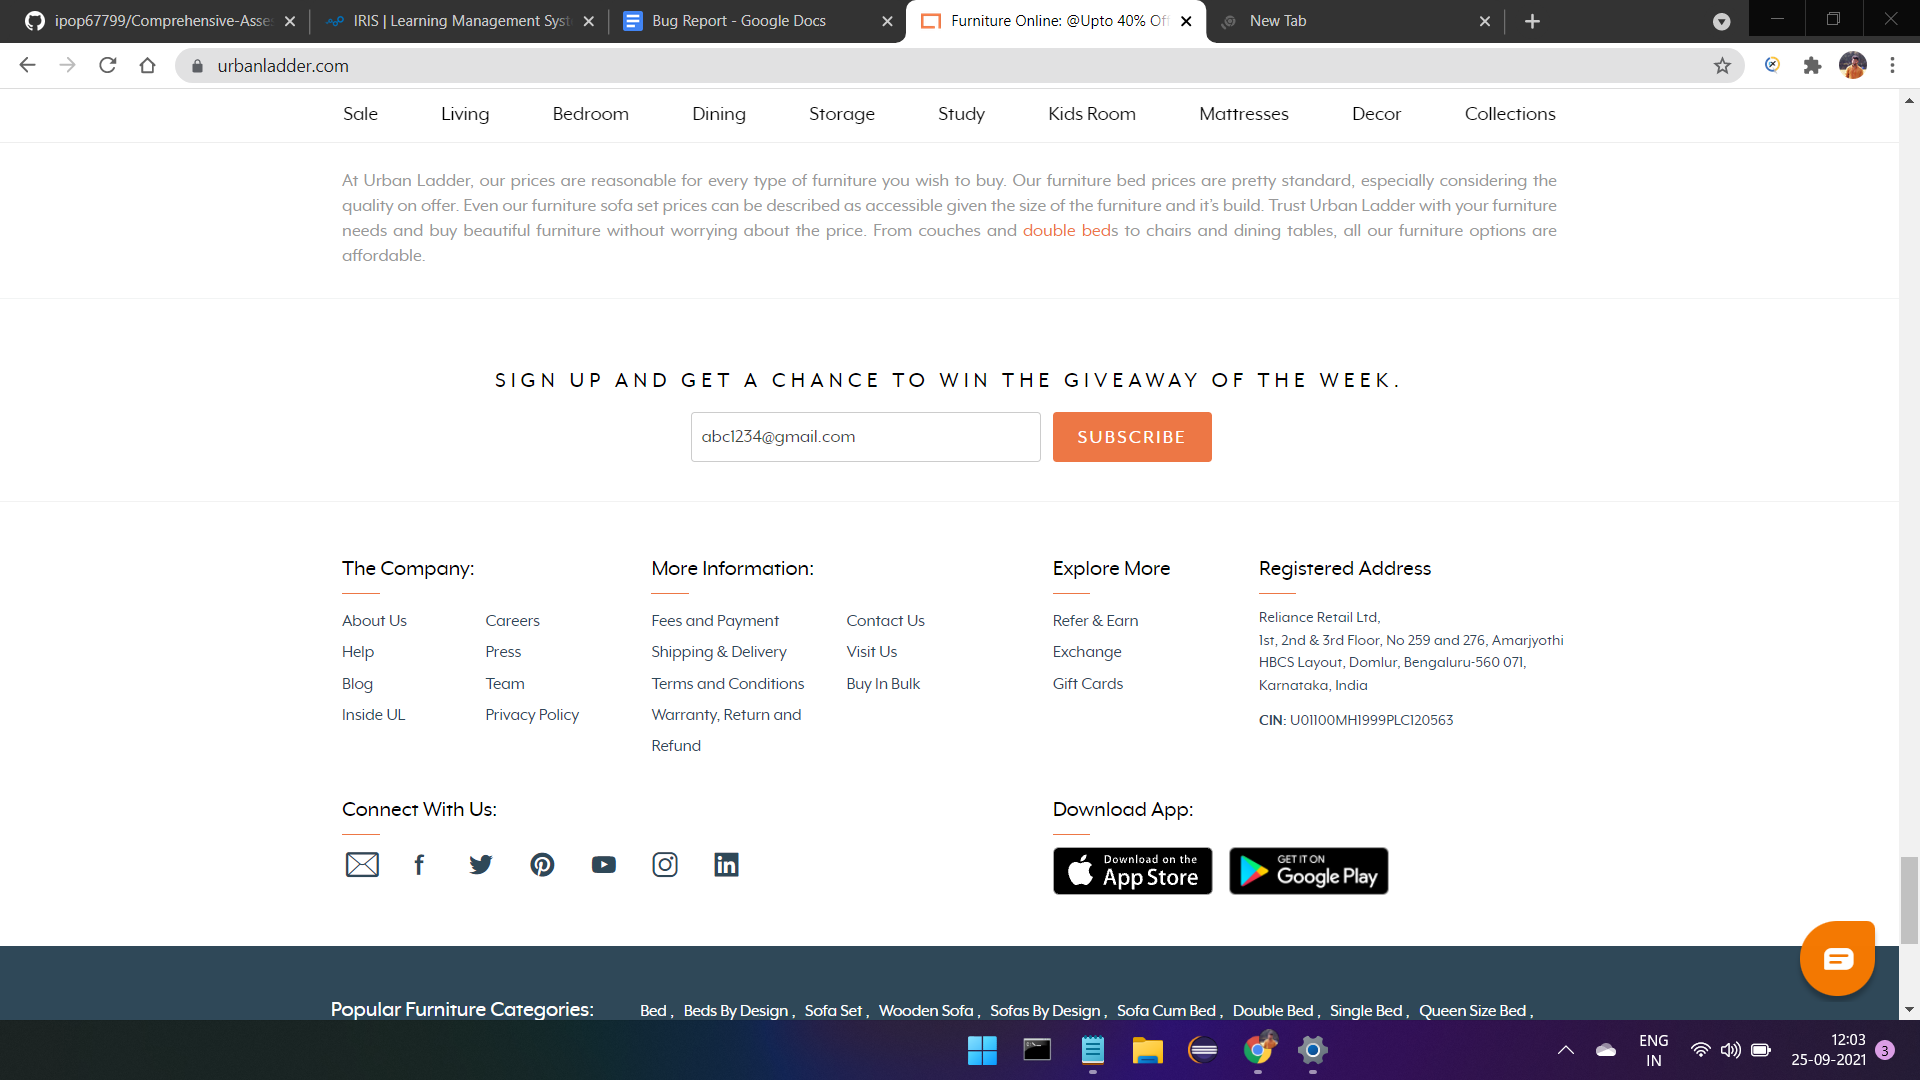 ipop67799/Comprehensive-Asse
IRIS | Learning Management Syst
Bug Report - Google Docs
Furniture Online: @Upto 40% Off
New Tab
urbanladder.com
Sale Living Bedroom Dining Storage Study Kids Room Mattresses Decor Collections
At Urban Ladder, our prices are reasonable for every type of furniture you wish to buy. Our furniture bed prices are pretty standard, especially considering the
quality on offer. Even our furniture sofa set prices can be described as accessible given the size of the furniture and it's build. Trust Urban Ladder with your furniture
needs and buy beautiful furniture without worrying about the price. From couches and double beds to chairs and dining tables, all our furniture options are
affordable.
SIGN UP AND GET A CHANCE TO WIN THE GIVEAWAY OF THE WEEK.
abc1234@gmail.com
SUBSCRIBE
The Company:
About Us
Help
Blog
Inside UL
Careers
Press
Team
Privacy Policy
More Information:
Fees and Payment
Shipping & Delivery
Terms and Conditions
Warranty, Return and
Refund
Contact Us
Visit Us
Buy In Bulk
Explore More
Refer & Earn
Exchange
Gift Cards
Registered Address
Reliance Retail Ltd,
1st, 2nd & 3rd Floor, No 259 and 276, Amarjyothi
HBCS Layout, Domlur, Bengaluru-560 071,
Karnataka, India
CIN: U01100MH1999PLC120563
Connect With Us:
Download App:
Download on the
App Store
GET IT ON
Google Play
Popular Furniture Categories: Bed , Beds By Design , Sofa Set , Wooden Sofa , Sofas By Design , Sofa Cum Bed , Double Bed , Single Bed , Queen Size Bed ,
ENG
IN
12:03
25-09-2021
3